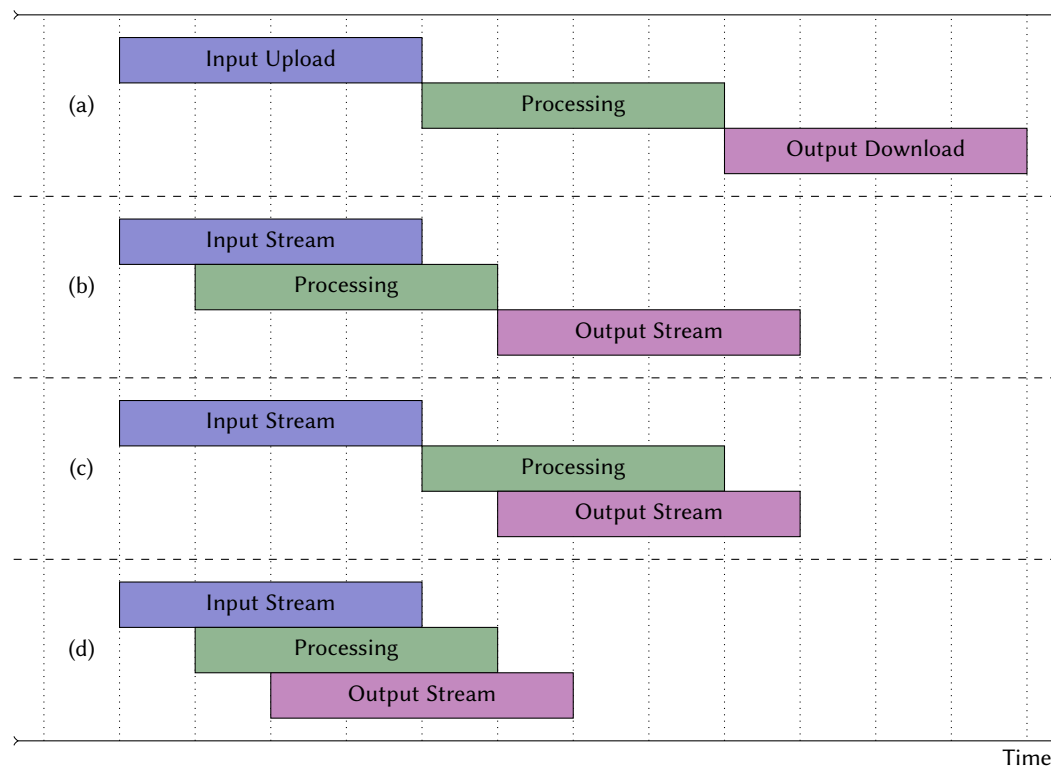 Input Upload
(a)
Processing
Output Download
Input Stream
(b)
Processing
Output Stream
Input Stream
(c)
Processing
Output Stream
Input Stream
(d)
Processing
Output Stream
Time